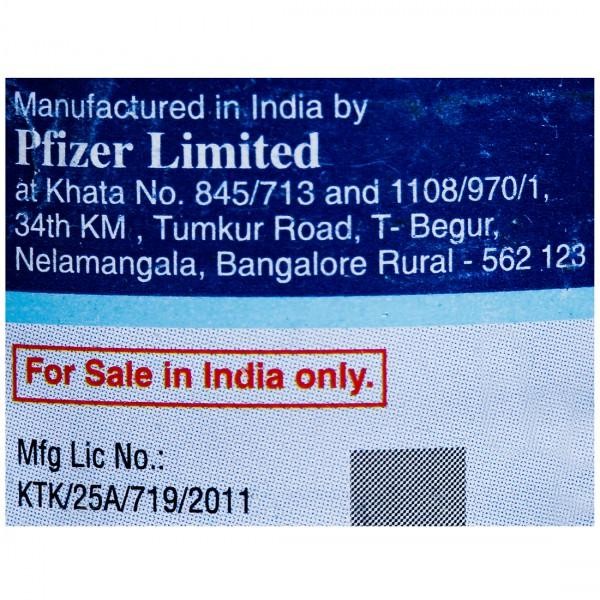 Manufactured in India by
Pfizer Limited
at Khata No. 845/713 and 1108/970/1,
34th KM , Tumkur Road, T- Begur,
Nelamangala, Bangalore Rural - 562 123
For Sale in India only.
Mfg Lic No.:
KTK/25A/719/2011